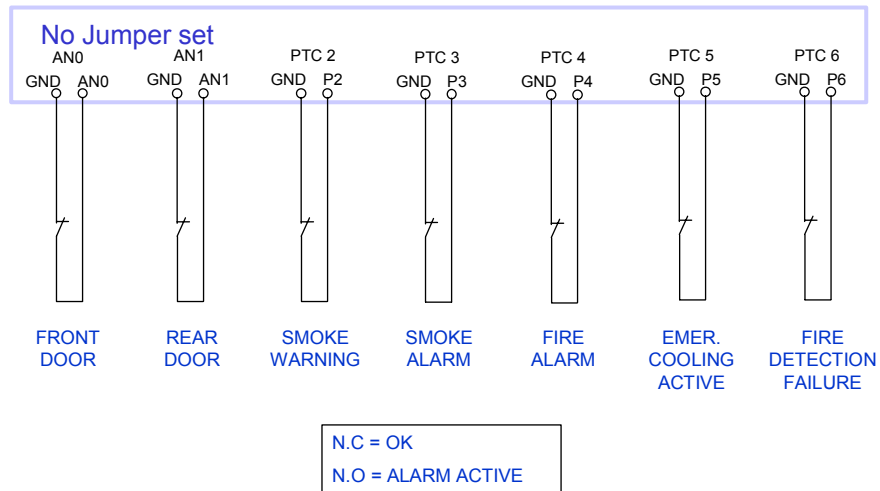 No Jumper set
AN0 AN1 PTC 2 PTC 3 PTC 4 PTC 5 PTC 6
GND AN0 GND AN1 GND P2 GND P3 GND P4 GND P5 GND P6
FRONT DOOR
REAR DOOR
SMOKE WARNING
SMOKE ALARM
FIRE ALARM
EMER. COOLING ACTIVE
FIRE DETECTION FAILURE
N.C = OK
N.O = ALARM ACTIVE